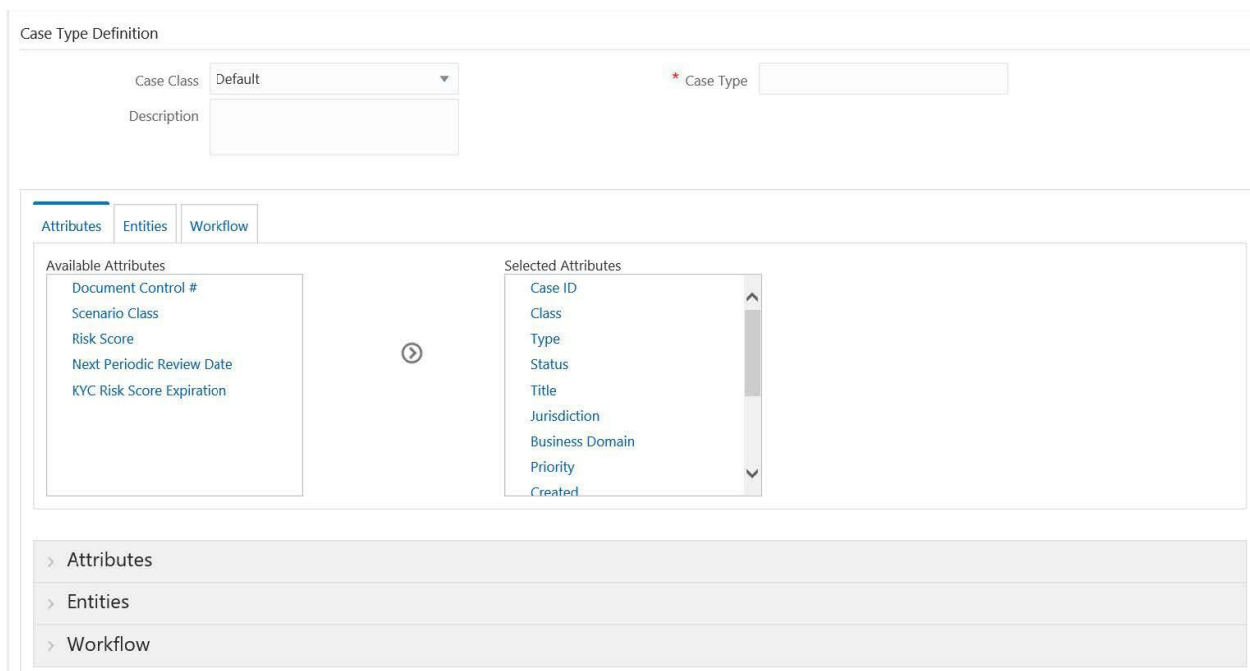 Case Type Definition
Case Class Default * Case Type
Description
Attributes Entities Workflow
Available Attributes
Document Control #
Scenario Class
Risk Score
Next Periodic Review Date
KYC Risk Score Expiration
Selected Attributes
Case ID
Class
Type
Status
Title
Jurisdiction
Business Domain
Priority
Created
Attributes
Entities
Workflow